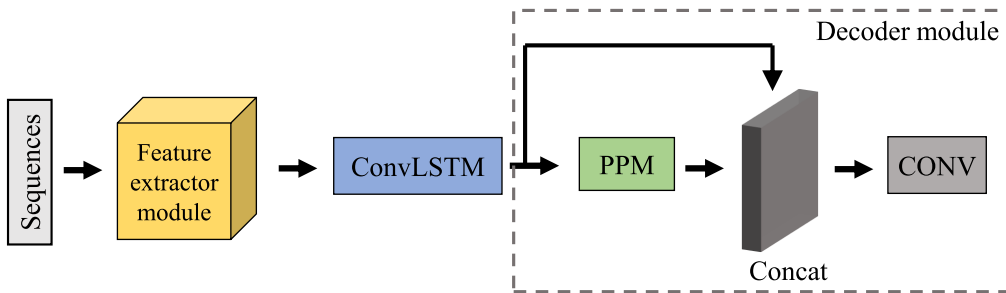 Decoder module
Sequences
Feature
extractor
module
ConvLSTM
PPM
CONV
Concat